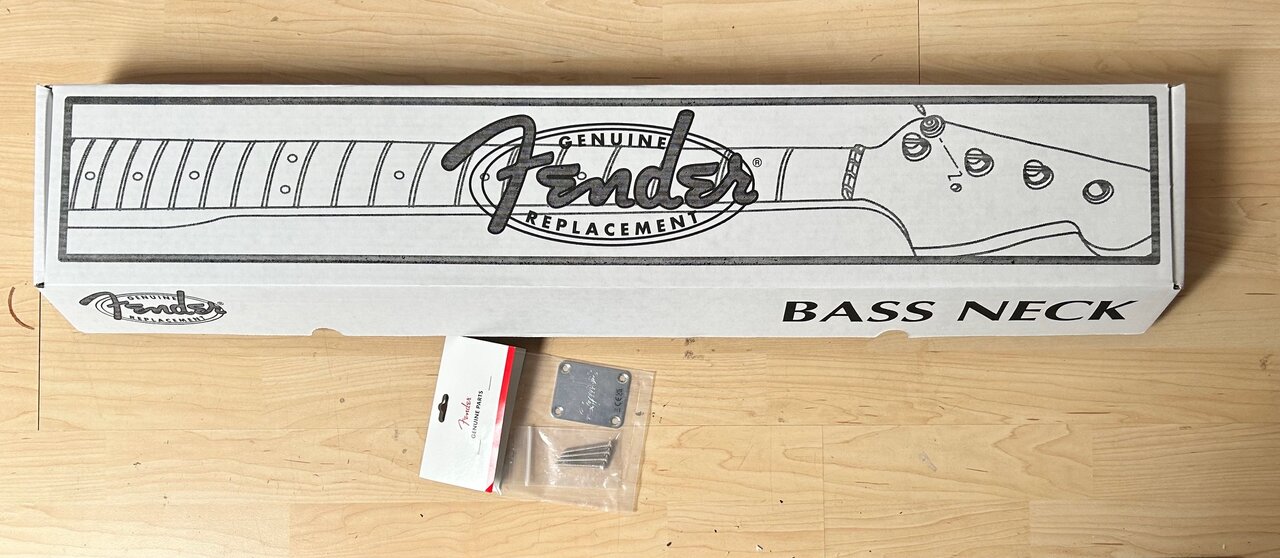 GENUINE
Fender®
REPLACEMENT
GENUINE
Fender®
REPLACEMENT
BASS NECK
Fender
GENUINE PARTS